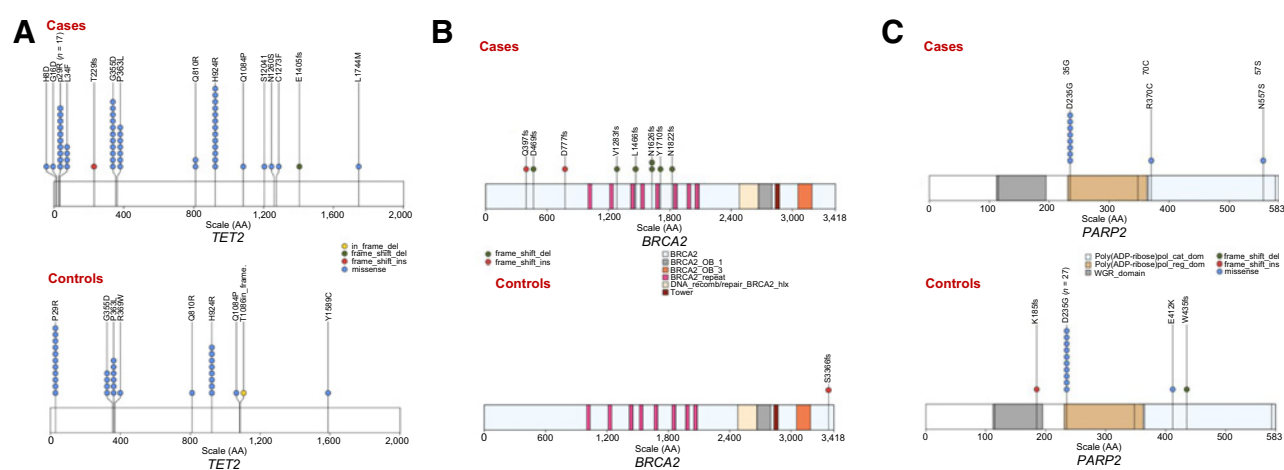 A
Cases
H8D
G16D
p29R (n = 17)
L34F
T229fs
G355D
P363L
Q810R
H924R
Q1084P
S12041
N1260S
C1273F
E1405fs
L1744M
0
400
800
1,200
1,600
2,000
Scale (AA)
TET2
in_frame_del
frame_shift_del
frame_shift_ins
missense
Controls
P29R
G355D
P363L
R369W
Q810R
H924R
Q1084P
T1086in_frame.
Y1589C
0
400
800
1,200
1,600
2,000
Scale (AA)
TET2
B
Cases
Q397fs
D469fs
D777fs
V1283fs
L1466fs
N1626fs
Y1710fs
N1822fs
0
600
1,200
1,800
2,400
3,000
3,418
Scale (AA)
BRCA2
frame_shift_del
frame_shift_ins
BRCA2
BRCA2_OB_1
BRCA2_OB_3
BRCA2_repeat
DNA_recomb/repair_BRCA2_hlx
Tower
Controls
S3366fs
0
600
1,200
1,800
2,400
3,000
3,418
Scale (AA)
BRCA2
C
Cases
35G
70C
57S
D235G
R370C
N557S
0
100
200
300
400
500
583
Scale (AA)
PARP2
Poly(ADP-ribose)pol_cat_dom
Poly(ADP-ribose)pol_reg_dom
WGR_domain
frame_shift_del
frame_shift_ins
missense
Controls
K185fs
D235G (n = 27)
E412K
W435fs
0
100
200
300
400
500
583
Scale (AA)
PARP2